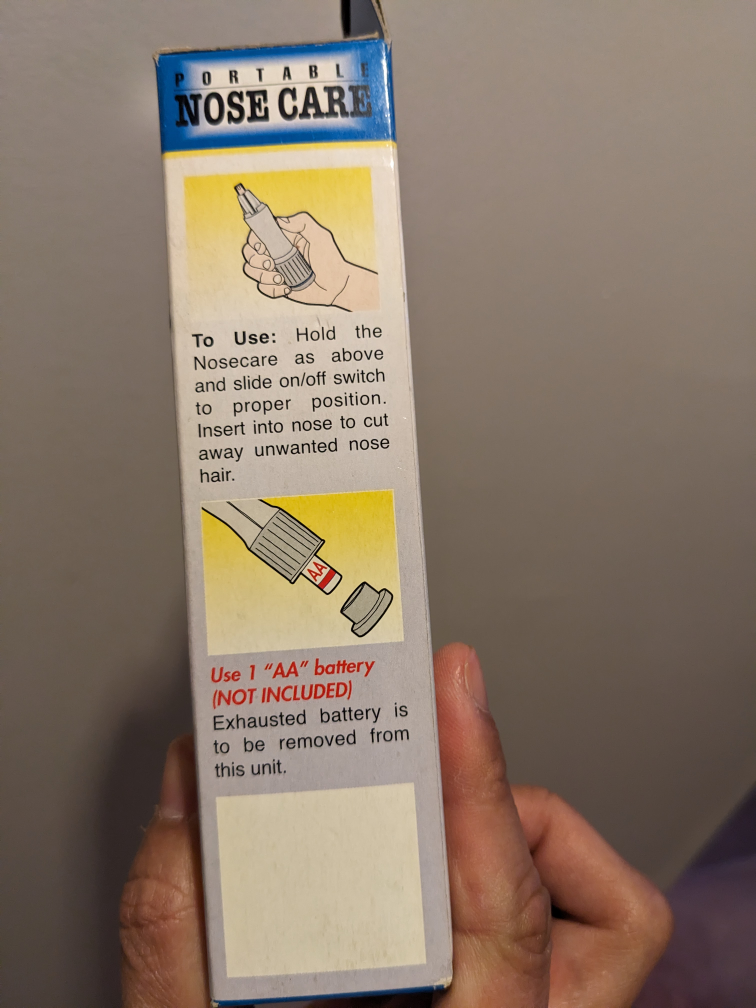 PORTABLE
NOSE CARE
To Use: Hold the
Nosecare as above
and slide on/off switch
to proper position.
Insert into nose to cut
away unwanted nose
hair.
AA
Use 1 "AA" battery
(NOT INCLUDED)
Exhausted battery is
to be removed from
this unit.